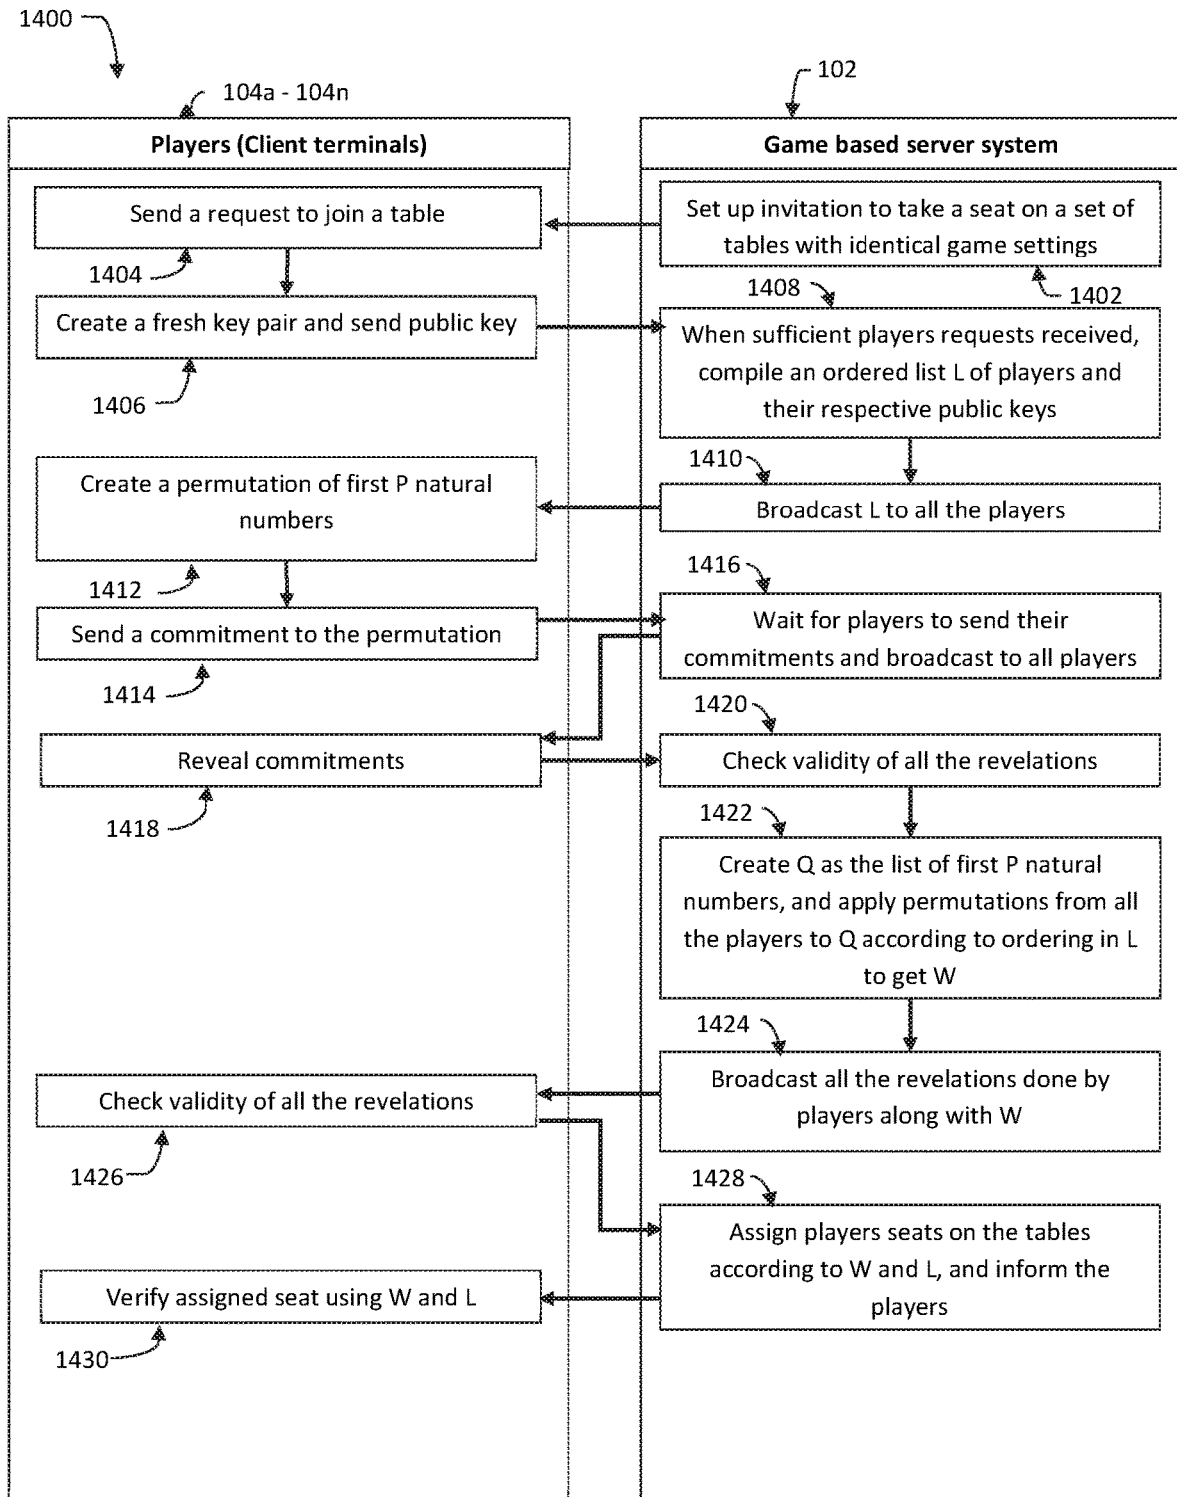 1400
104a - 104n
102
Players (Client terminals)
Game based server system
Send a request to join a table
1404
Set up invitation to take a seat on a set of
tables with identical game settings
1402
Create a fresh key pair and send public key
1406
1408
When sufficient players requests received,
compile an ordered list L of players and
their respective public keys
1410
Broadcast L to all the players
Create a permutation of first P natural
numbers
1412
Send a commitment to the permutation
1414
1416
Wait for players to send their
commitments and broadcast to all players
Reveal commitments
1418
1420
Check validity of all the revelations
1422
Create Q as the list of first P natural
numbers, and apply permutations from all
the players to Q according to ordering in L
to get W
1424
Broadcast all the revelations done by
players along with W
Check validity of all the revelations
1426
1428
Assign players seats on the tables
according to W and L, and inform the
players
Verify assigned seat using W and L
1430